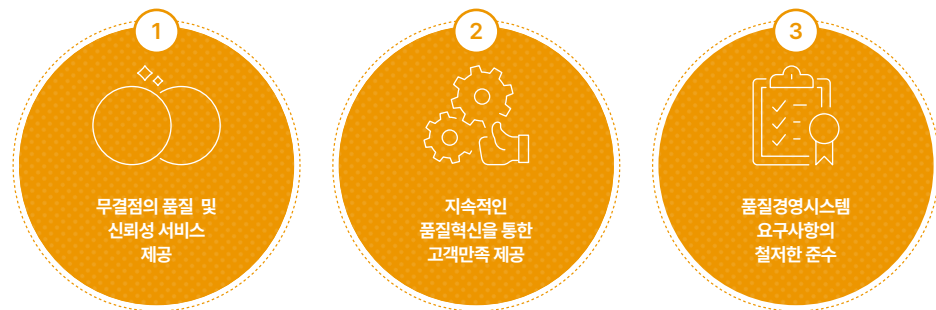 1
무결점의 품질 및
신뢰성 서비스
제공
2
지속적인
품질혁신을 통한
고객만족 제공
3
품질경영시스템
요구사항의
철저한 준수